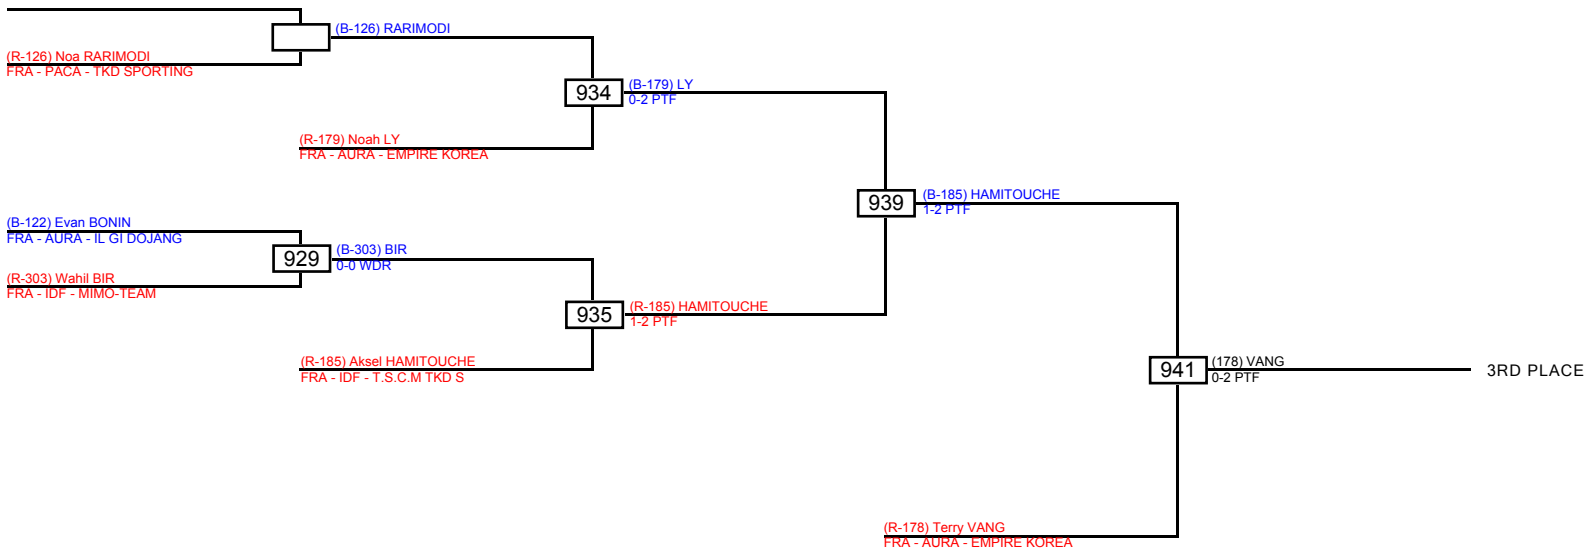 (B-126) RARIMODI
(R-126) Noa RARIMODI
FRA - PACA - TKD SPORTING
934
(B-179) LY
0-2 PTF
(R-179) Noah LY
FRA - AURA - EMPIRE KOREA
939
(B-185) HAMITOUCHE
1-2 PTF
(B-122) Evan BONIN
FRA - AURA - IL GI DOJANG
929
(B-303) BIR
0-0 WDR
(R-303) Wahil BIR
FRA - IDF - MIMO-TEAM
935
(R-185) HAMITOUCHE
1-2 PTF
(R-185) Aksel HAMITOUCHE
FRA - IDF - T.S.C.M TKD S
941
(178) VANG
0-2 PTF
3RD PLACE
(R-178) Terry VANG
FRA - AURA - EMPIRE KOREA